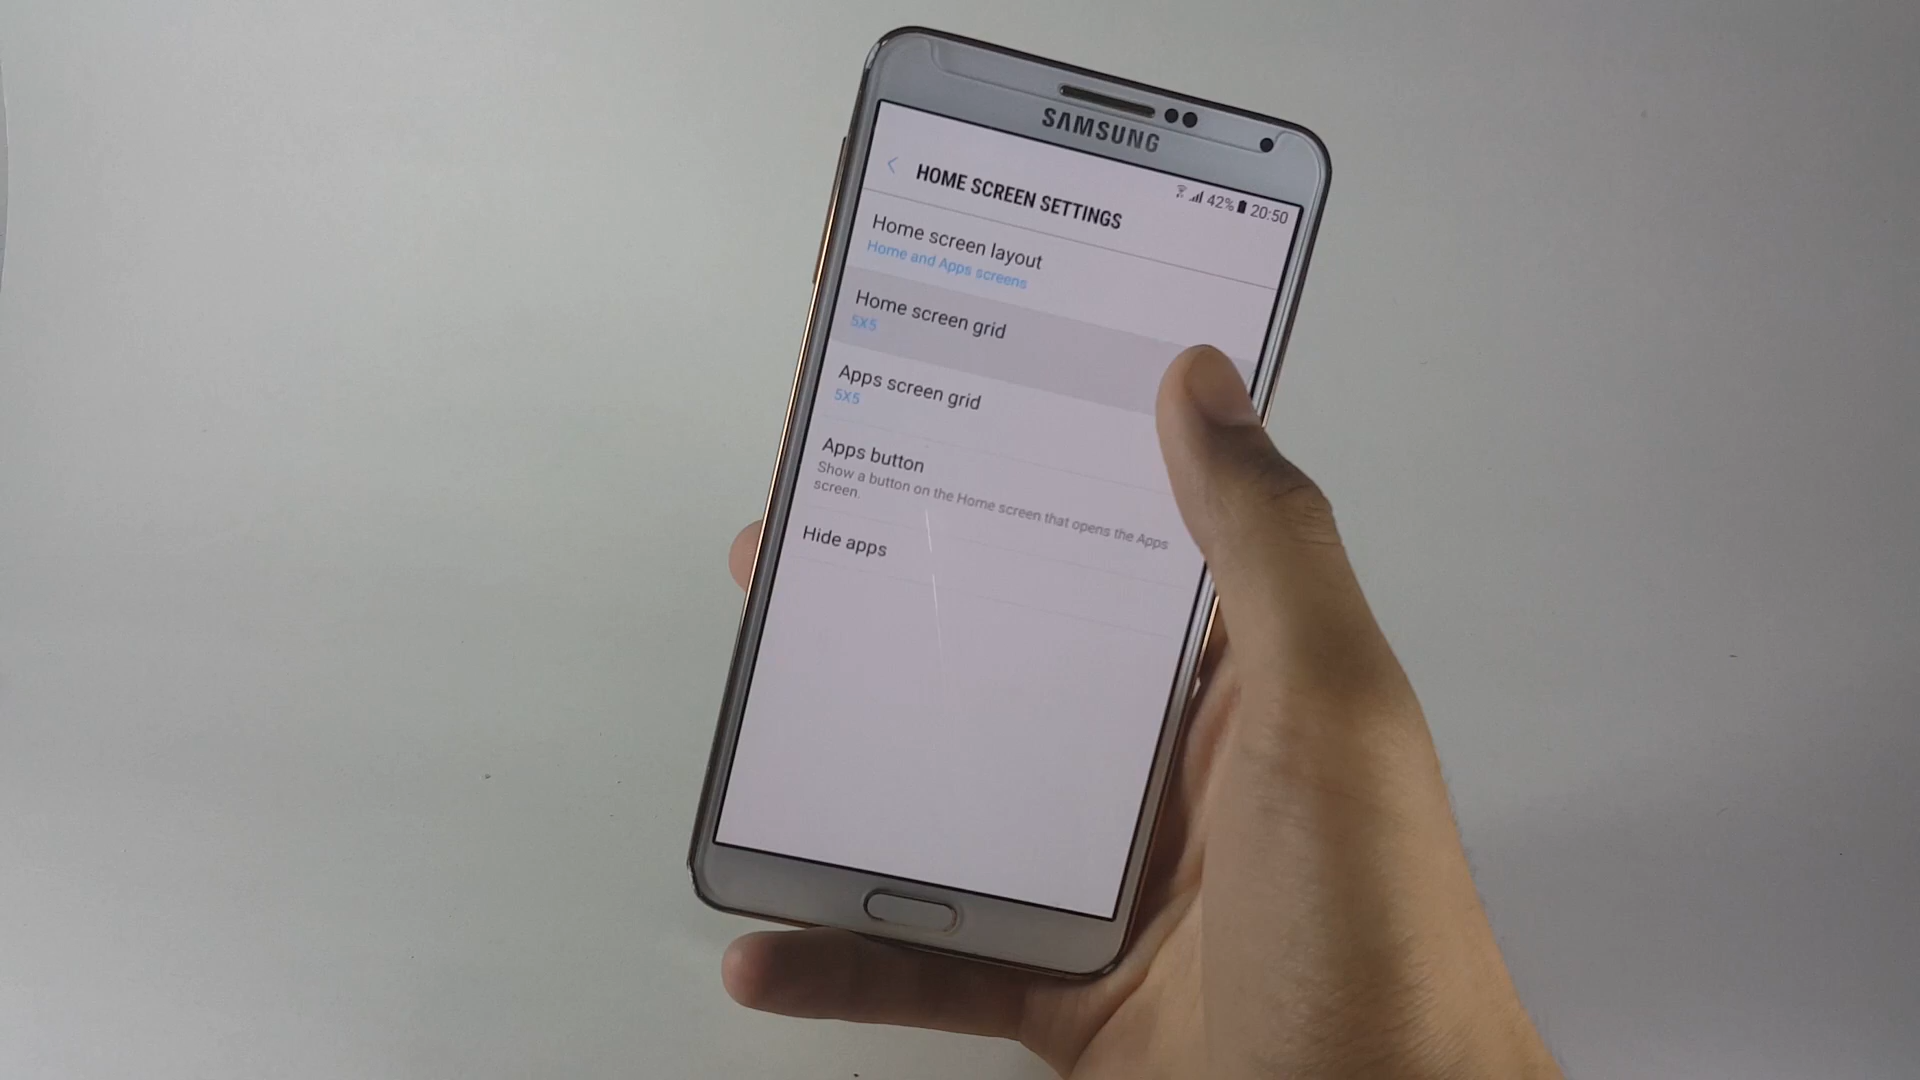 SAMSUNG
42% 20:50
HOME SCREEN SETTINGS
Home screen layout
Home and Apps screens
Home screen grid
5X5
Apps screen grid
5X5
Apps button
Show a button on the Home screen that opens the Apps
screen.
Hide apps